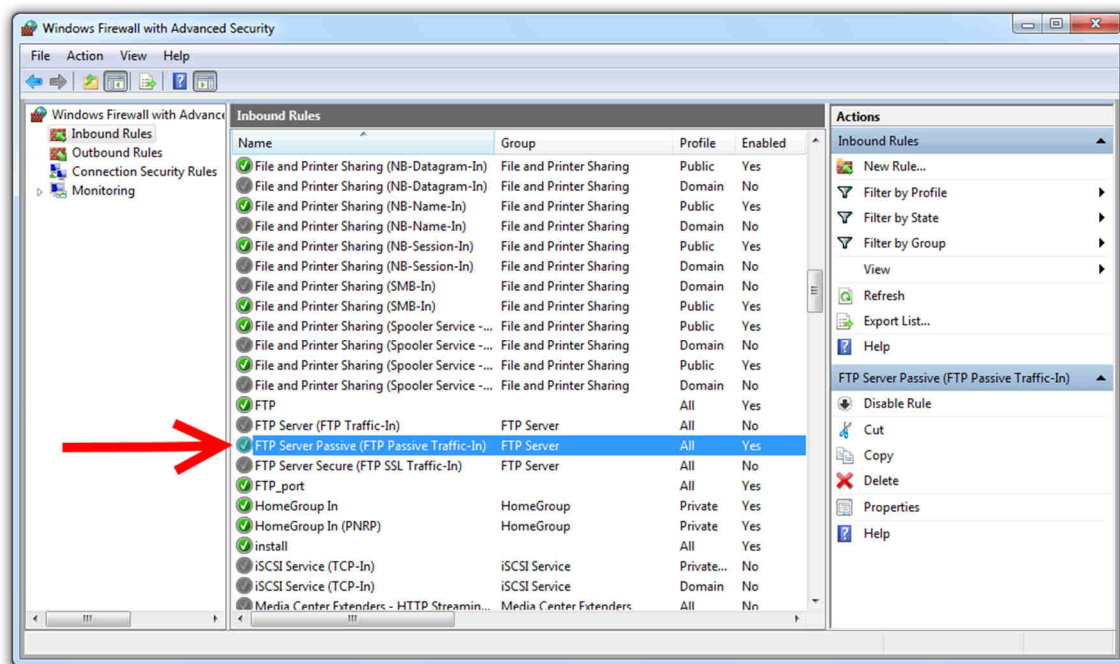 Windows Firewall with Advanced Security
File Action View Help
Windows Firewall with Advance
Inbound Rules
Outbound Rules
Connection Security Rules
Monitoring
Inbound Rules
Name Group Profile Enabled
File and Printer Sharing (NB-Datagram-In) File and Printer Sharing Public Yes
File and Printer Sharing (NB-Datagram-In) File and Printer Sharing Domain No
File and Printer Sharing (NB-Name-In) File and Printer Sharing Public Yes
File and Printer Sharing (NB-Name-In) File and Printer Sharing Domain No
File and Printer Sharing (NB-Session-In) File and Printer Sharing Public Yes
File and Printer Sharing (NB-Session-In) File and Printer Sharing Domain No
File and Printer Sharing (SMB-In) File and Printer Sharing Domain No
File and Printer Sharing (SMB-In) File and Printer Sharing Public Yes
File and Printer Sharing (Spooler Service -... File and Printer Sharing Public Yes
File and Printer Sharing (Spooler Service -... File and Printer Sharing Domain No
File and Printer Sharing (Spooler Service -... File and Printer Sharing Public Yes
File and Printer Sharing (Spooler Service -... File and Printer Sharing Domain No
FTP All Yes
FTP Server (FTP Traffic-In) FTP Server All No
FTP Server Passive (FTP Passive Traffic-In) FTP Server All Yes
FTP Server Secure (FTP SSL Traffic-In) FTP Server All No
FTP_port All Yes
HomeGroup In HomeGroup Private Yes
HomeGroup In (PNRP) HomeGroup Private Yes
install All Yes
iSCSI Service (TCP-In) iSCSI Service Private... No
iSCSI Service (TCP-In) iSCSI Service Domain No
Media Center Extenders - HTTP Streamin... Media Center Extenders All No
Actions
Inbound Rules
New Rule...
Filter by Profile
Filter by State
Filter by Group
View
Refresh
Export List...
Help
FTP Server Passive (FTP Passive Traffic-In)
Disable Rule
Cut
Copy
Delete
Properties
Help